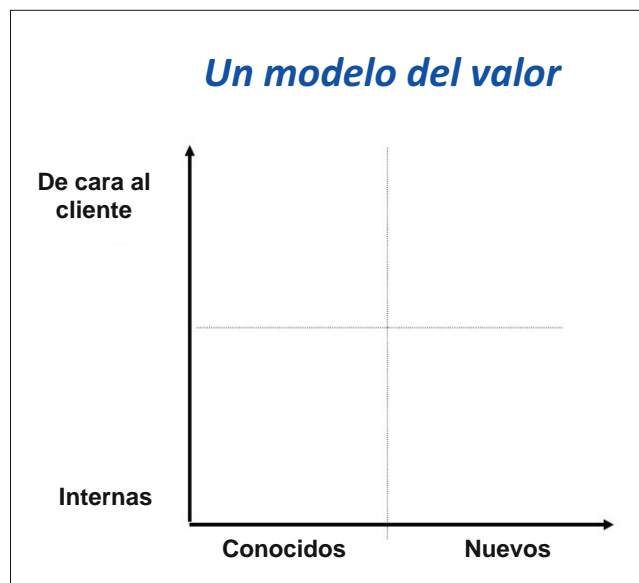 Un modelo del valor
De cara al
cliente
Internas
Conocidos
Nuevos